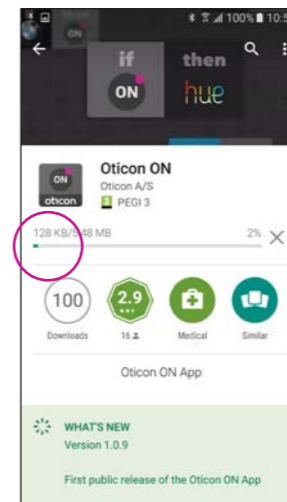 100% 10:5
if then
ON hue
ON
oticon
Oticon ON
Oticon A/S
3 PEGI 3
128 KB/5.48 MB 2%
100 2.9
Downloads 16 Medical Similar
Oticon ON App
WHAT'S NEW
Version 1.0.9
First public release of the Oticon ON App